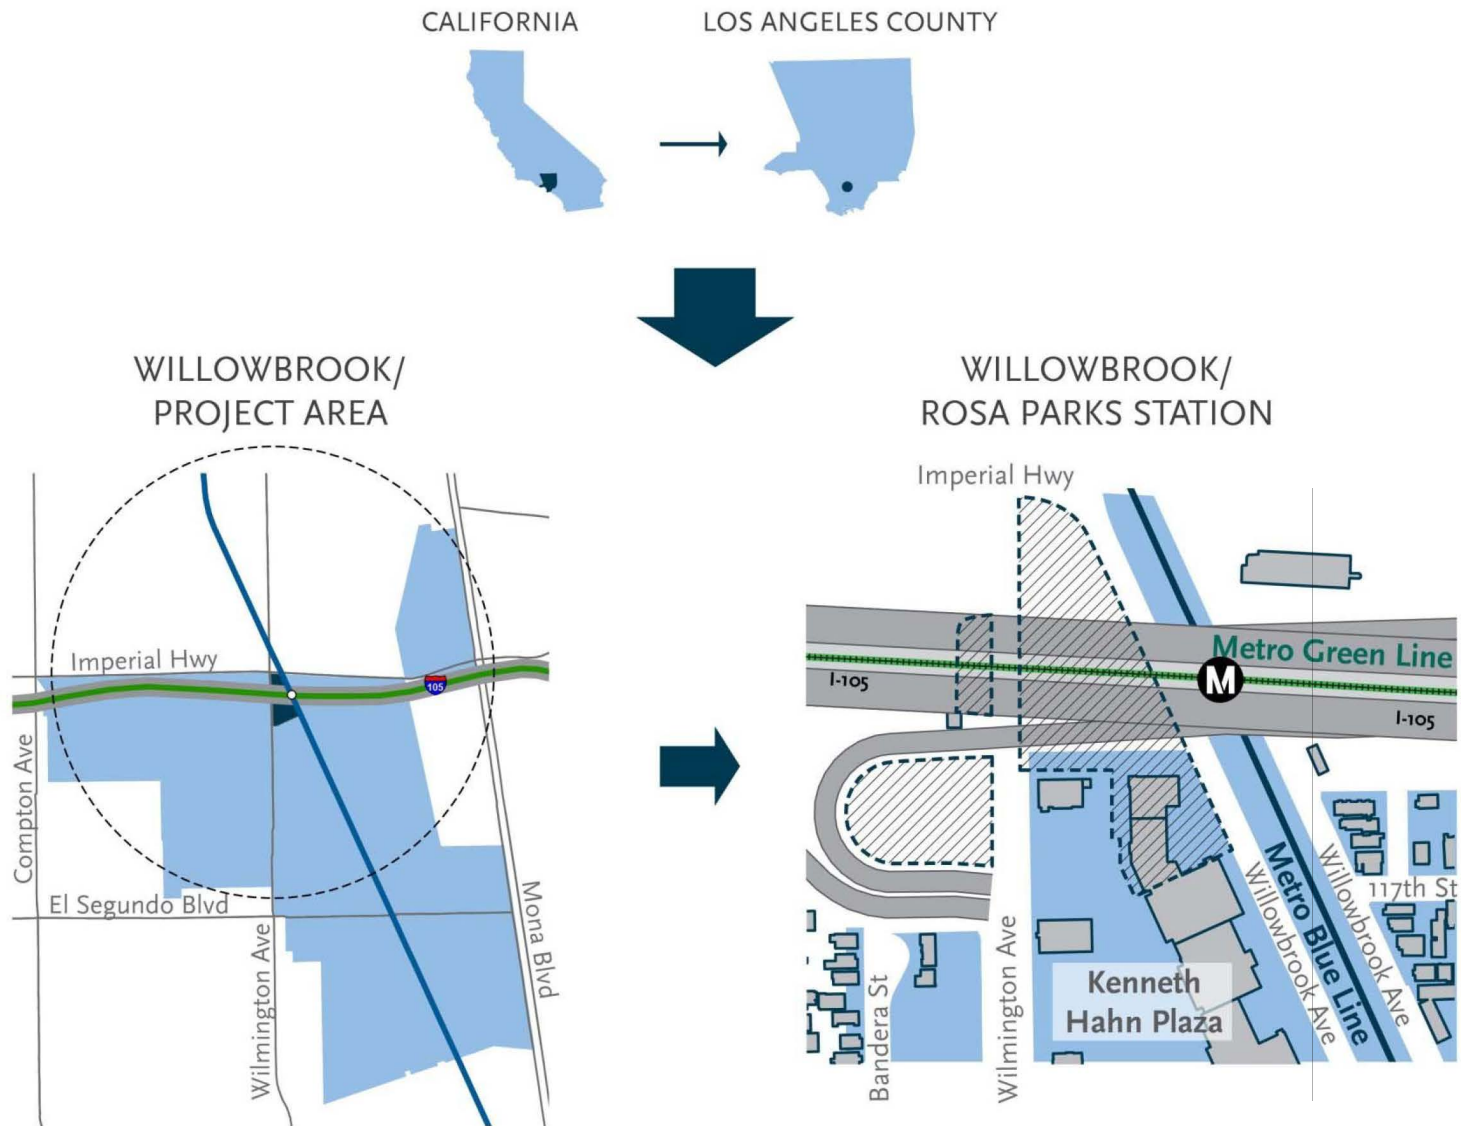 CALIFORNIA
LOS ANGELES COUNTY
WILLOWBROOK/
PROJECT AREA
Imperial Hwy
105
Compton Ave
El Segundo Blvd
Wilmington Ave
Mona Blvd
WILLOWBROOK/
ROSA PARKS STATION
Imperial Hwy
Metro Green Line
M
I-105
I-105
117th St
Metro Blue Line
Willowbrook Ave
Willowbrook Ave
Kenneth
Hahn Plaza
Bandera St
Wilmington Ave